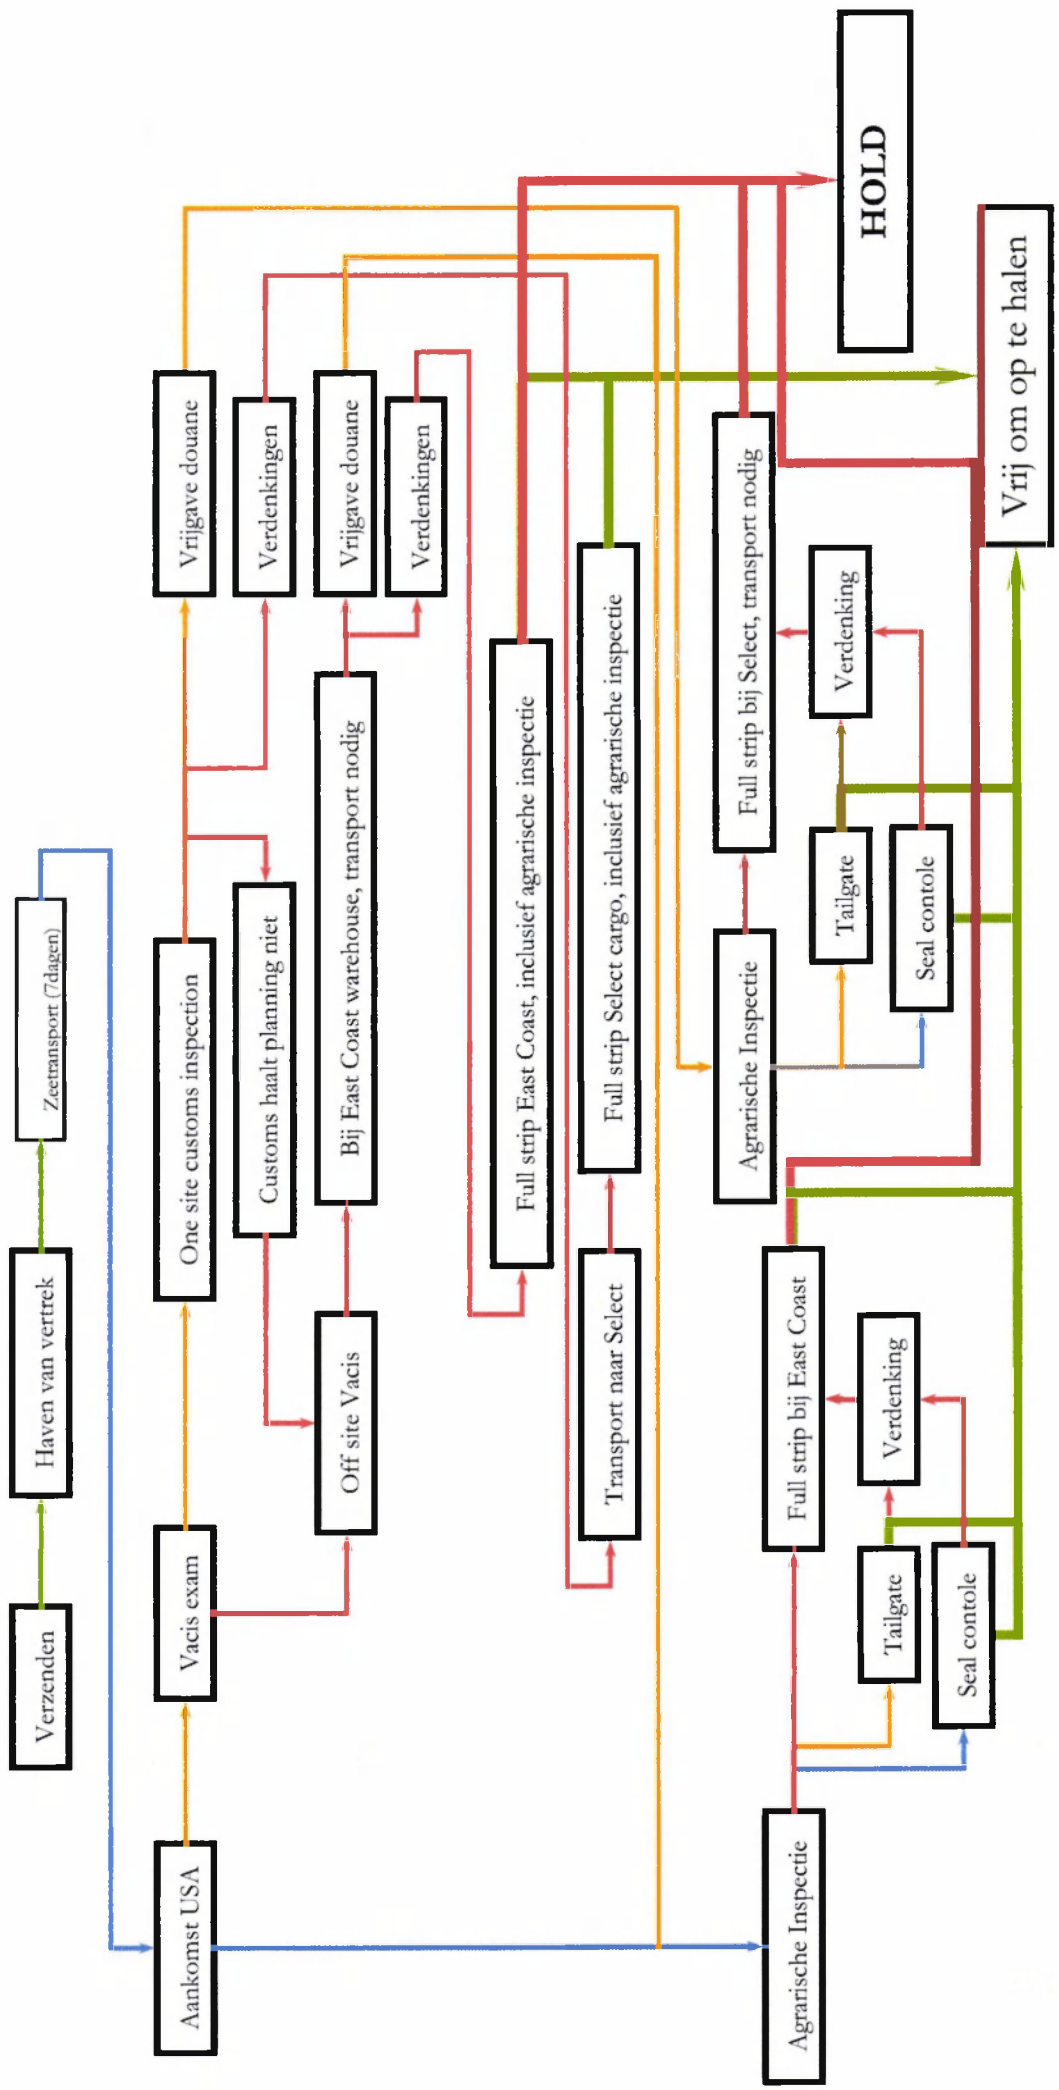 Verzenden
Haven van vertrek
Zeetransport (7dagen)
Aankomst USA
Vacis exam
One site customs inspection
Vrijgave douane
Customs haalt planning niet
Verdenkingen
Off site Vacis
Bij East Coast warehouse, transport nodig
Vrijgave douane
Verdenkingen
Full strip East Coast, inclusief agrarische inspectie
Transport naar Select
Full strip Select cargo, inclusief agrarische inspectie
Agrarische Inspectie
Full strip bij Select, transport nodig
Tailgate
Verdenking
Seal contole
HOLD
Agrarische Inspectie
Full strip bij East Coast
Tailgate
Verdenking
Seal contole
Vrij om op te halen